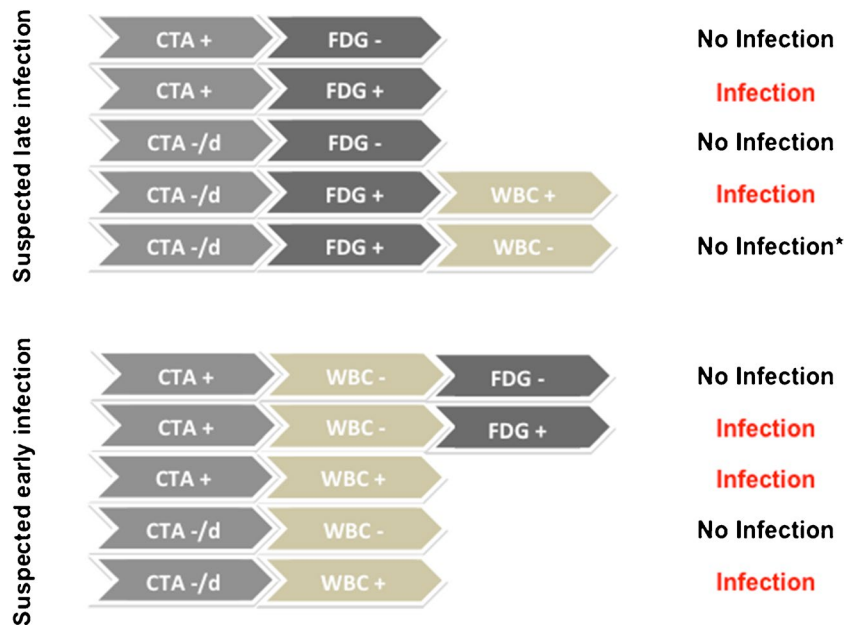 Suspected late infection
CTA + FDG - No Infection
CTA + FDG + Infection
CTA -/d FDG - No Infection
CTA -/d FDG + WBC + Infection
CTA -/d FDG + WBC - No Infection*
Suspected early infection
CTA + WBC - FDG - No Infection
CTA + WBC - FDG + Infection
CTA + WBC + Infection
CTA -/d WBC - No Infection
CTA -/d WBC + Infection